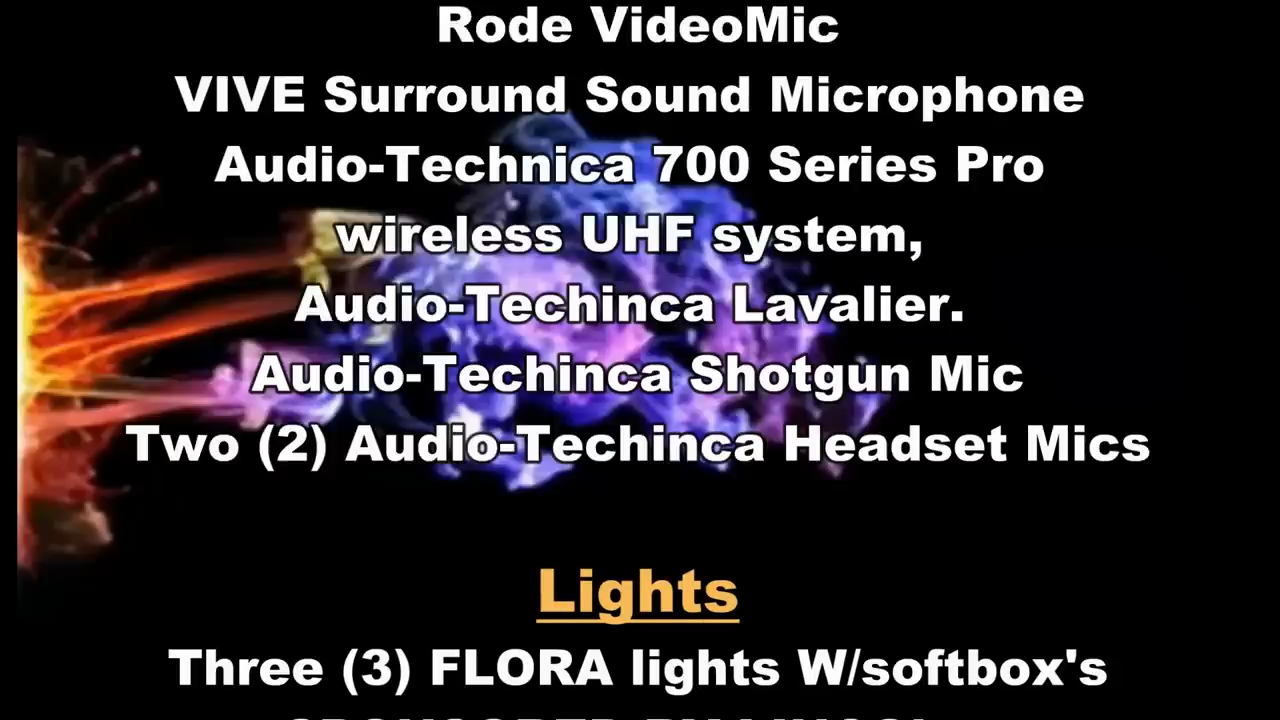 Rode VideoMic
VIVE Surround Sound Microphone
Audio-Technica 700 Series Pro
wireless UHF system,
Audio-Techinca Lavalier.
Audio-Techinca Shotgun Mic
Two (2) Audio-Techinca Headset Mics
Lights
Three (3) FLORA lights W/softbox's